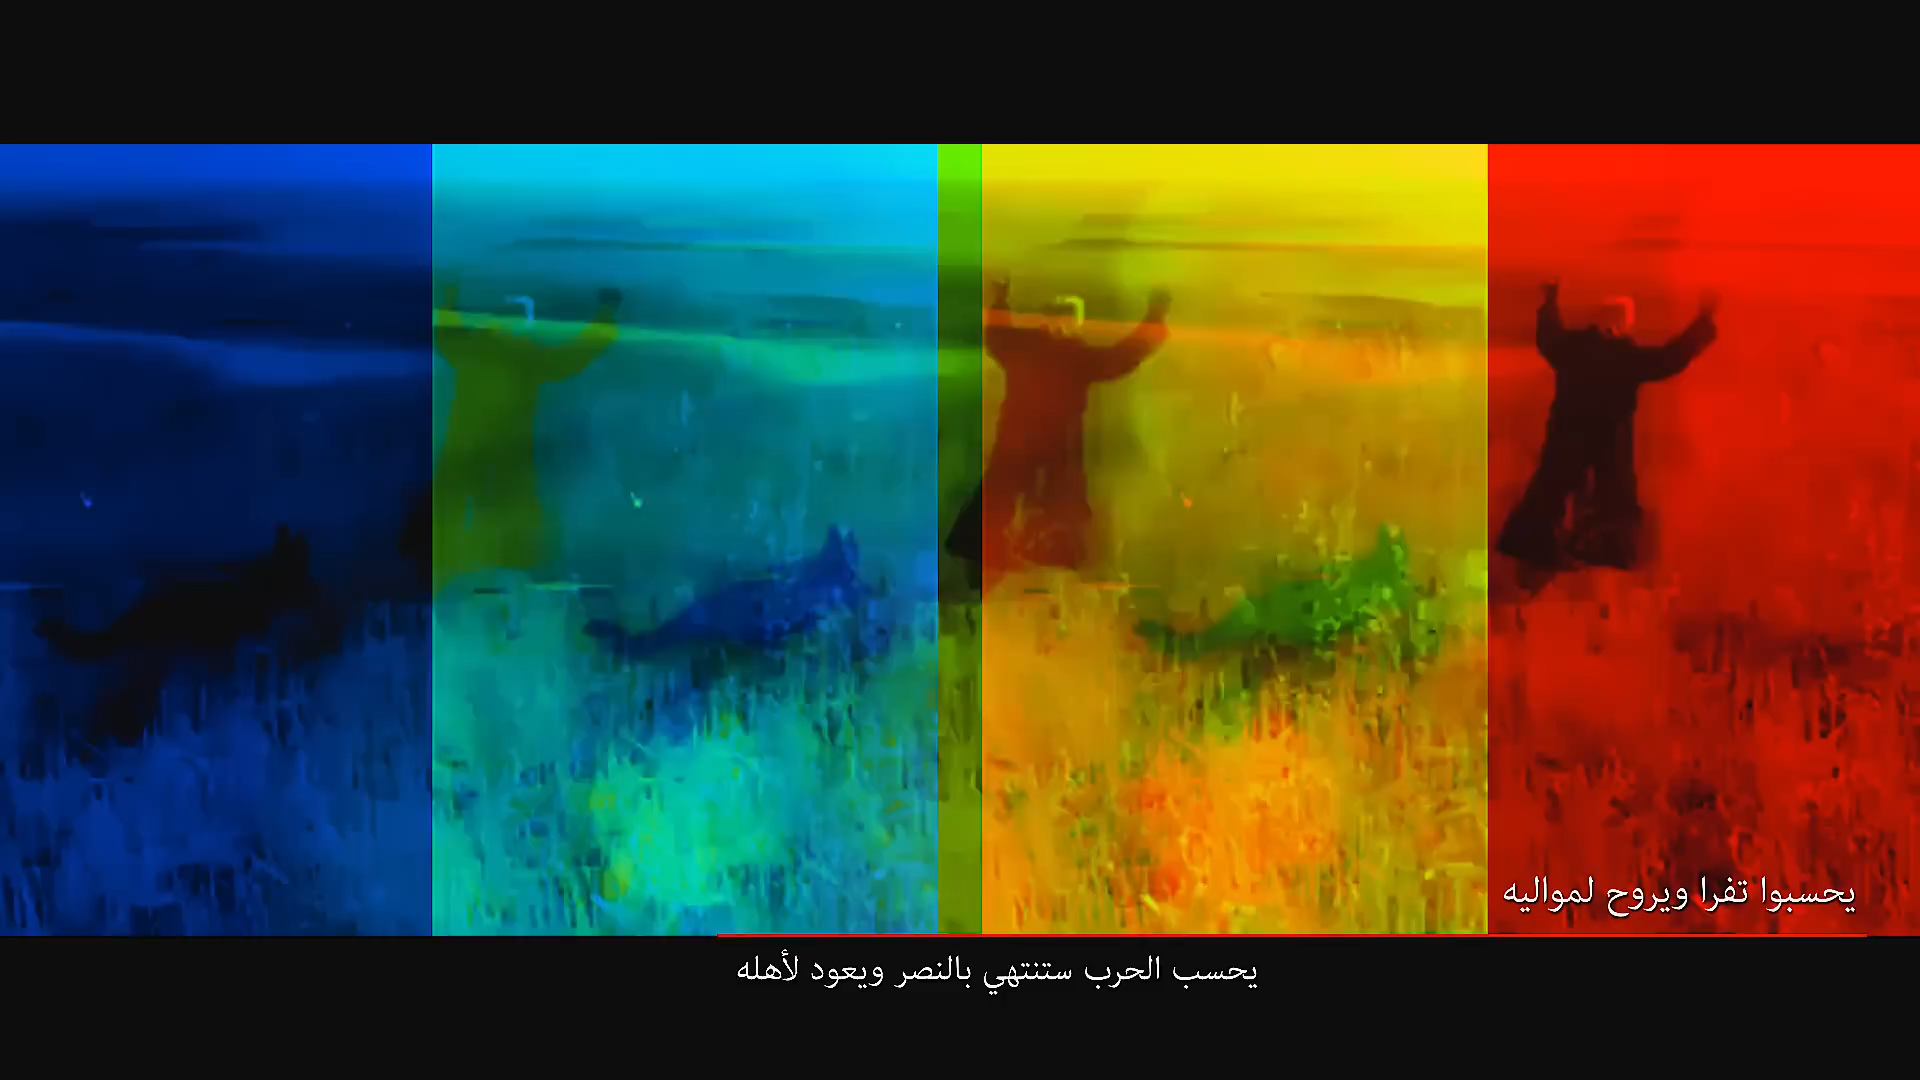 يحسبوا تفرا ويروح لمواليه
يحسب الحرب ستنتهي بالنصر ويعود لأهله